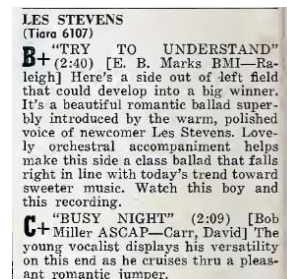 LES STEVENS
(Tiara 6107)
B+ "TRY TO UNDERSTAND"
(2:40) [E. B. Marks BMI—Ra-
leigh] Here's a side out of left field
that could develop into a big winner.
It's a beautiful romantic ballad super-
bly introduced by the warm, polished
voice of newcomer Les Stevens. Love-
ly orchestral accompaniment helps
make this side a class ballad that falls
right in line with today's trend toward
sweeter music. Watch this boy and
this recording.
C+ "BUSY NIGHT" (2:09) [Bob
Miller ASCAP—Carr, David] The
young vocalist displays his versatility
on this end as he cruises thru a pleas-
ant romantic jumper.